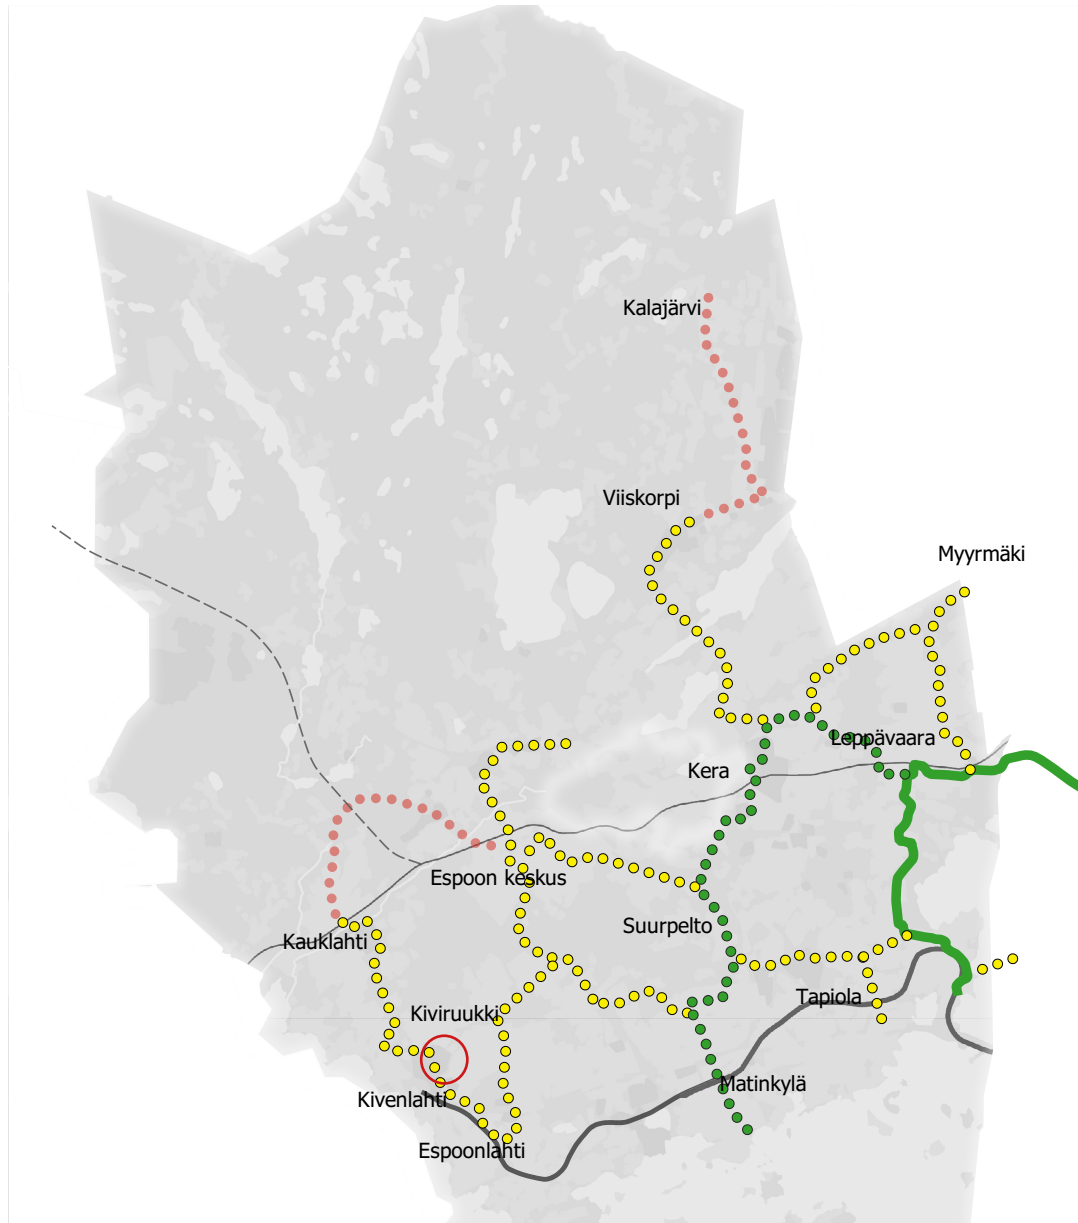 Kalajärvi
Viiskorpi
Myyrmäki
Leppävaara
Kera
Espoon keskus
Suurpelto
Kauklahti
Tapiola
Kiviruukki
Matinkylä
Kivenlahti
Espoonlahti